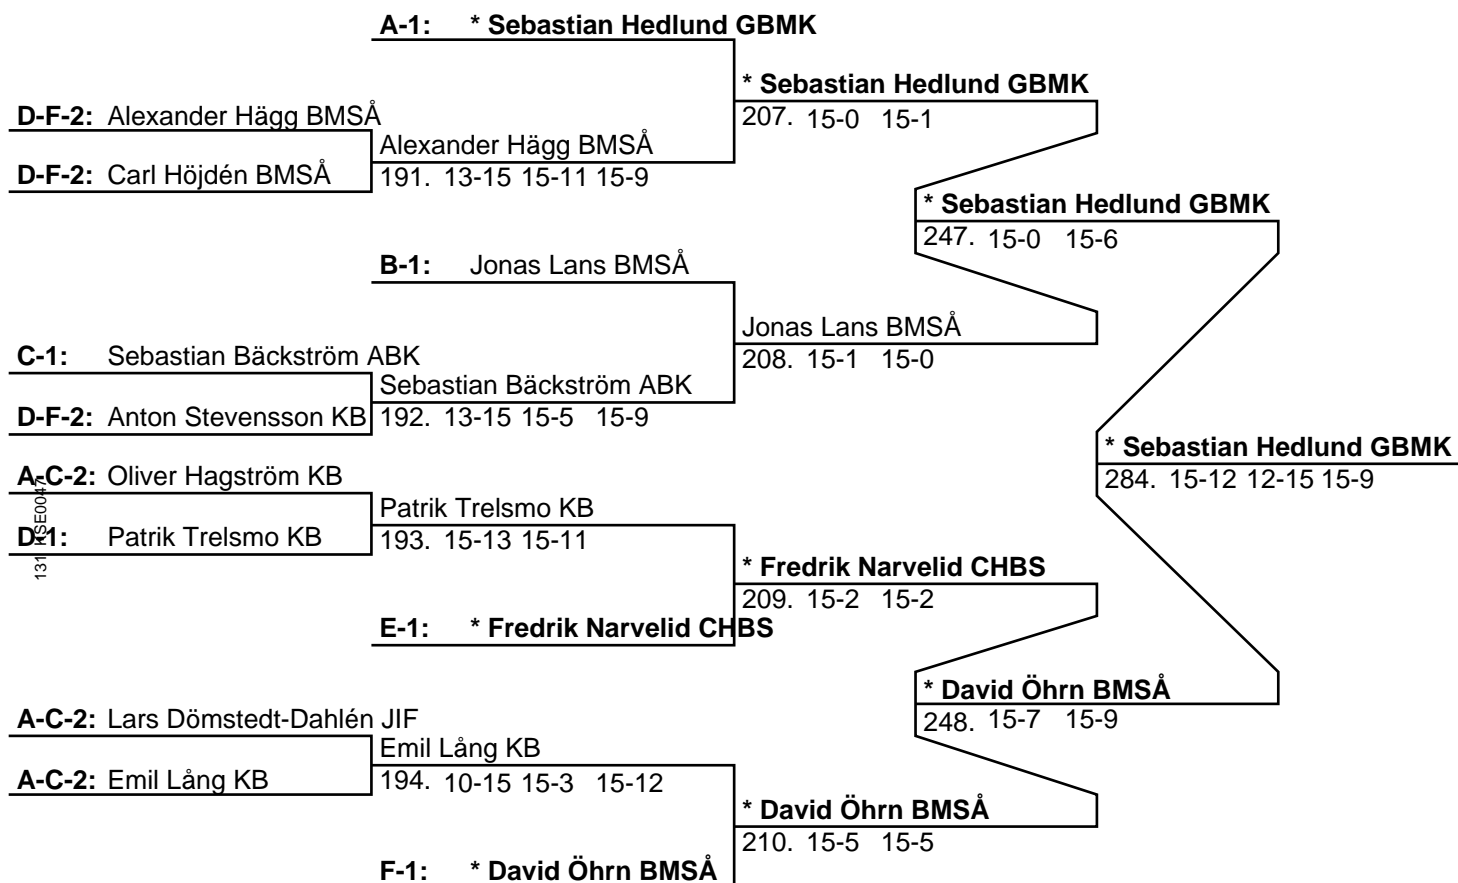 A-1: * Sebastian Hedlund GBMK
* Sebastian Hedlund GBMK
207. 15-0 15-1
D-F-2: Alexander Hägg BMSÅ
Alexander Hägg BMSÅ
D-F-2: Carl Höjdén BMSÅ
191. 13-15 15-11 15-9
* Sebastian Hedlund GBMK
247. 15-0 15-6
B-1: Jonas Lans BMSÅ
Jonas Lans BMSÅ
208. 15-1 15-0
C-1: Sebastian Bäckström ABK
Sebastian Bäckström ABK
D-F-2: Anton Stevensson KB
192. 13-15 15-5 15-9
* Sebastian Hedlund GBMK
284. 15-12 12-15 15-9
A-C-2: Oliver Hagström KB
Patrik Trelsmo KB
D-1: Patrik Trelsmo KB
193. 15-13 15-11
* Fredrik Narvelid CHBS
209. 15-2 15-2
E-1: * Fredrik Narvelid CHBS
* David Öhrn BMSÅ
248. 15-7 15-9
A-C-2: Lars Dömstedt-Dahlén JIF
Emil Lång KB
A-C-2: Emil Lång KB
194. 10-15 15-3 15-12
* David Öhrn BMSÅ
210. 15-5 15-5
F-1: * David Öhrn BMSÅ